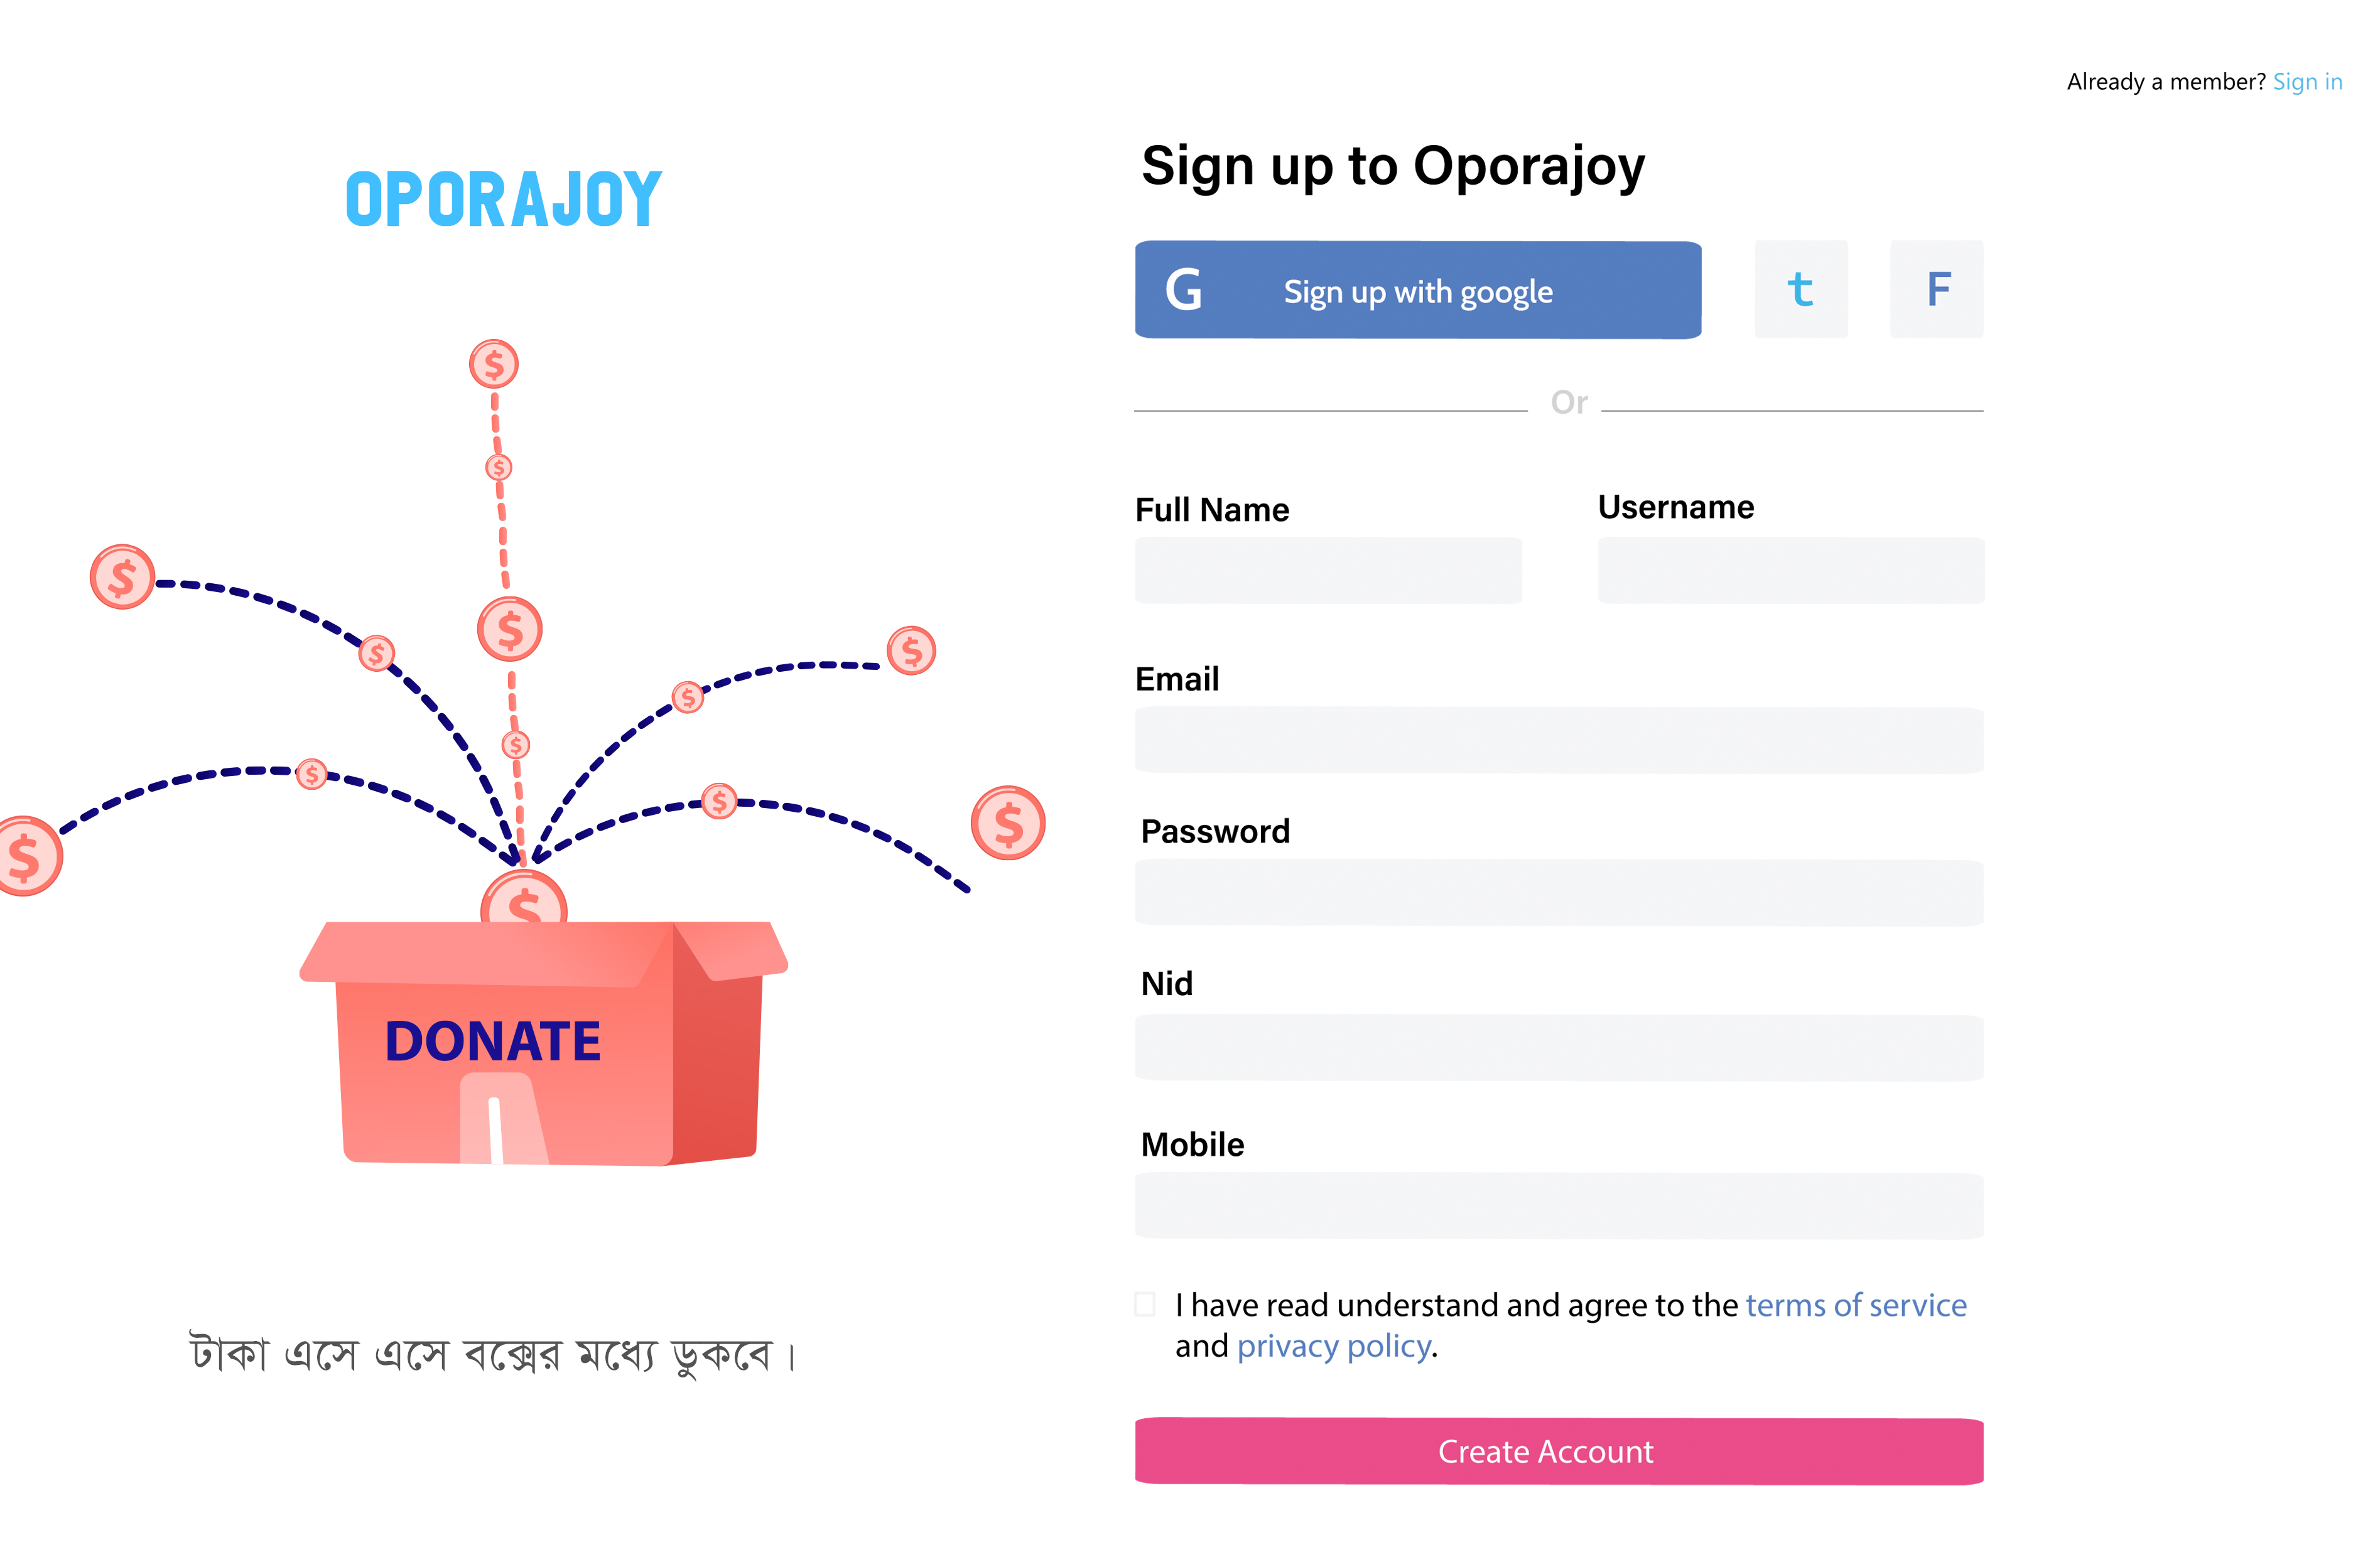 Already a member? Sign in
OPORAJOY
Sign up to Oporajoy
G Sign up with google t F
Or
Full Name
Username
Email
Password
Nid
Mobile
DONATE
টাকা এসে এসে বক্সের মধ্যে ঢুকবে ।
I have read understand and agree to the terms of service
and privacy policy.
Create Account